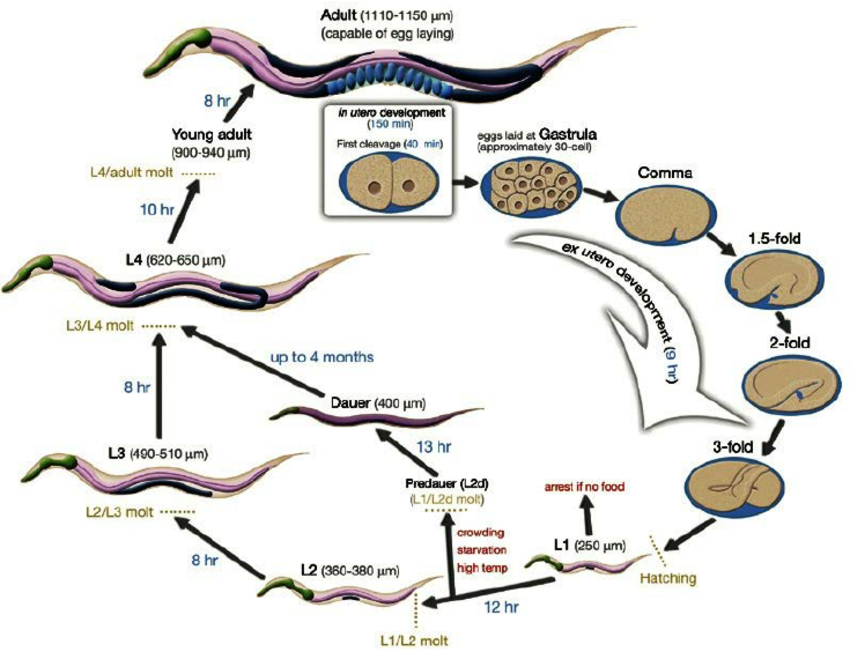 Adult (1110-1150 µm)
(capable of egg laying)
in utero development
(150 min)
First cleavage (40 min)
eggs laid at Gastrula
(approximately 30-cell)
Comma
1.5-fold
2-fold
3-fold
ex utero development (9 hr)
Hatching
L1 (250 µm)
arrest if no food
12 hr
crowding
starvation
high temp
L1/L2 molt
L2 (360-380 µm)
Predauer (L2d)
(L1/L2d molt)
13 hr
Dauer (400 µm)
up to 4 months
8 hr
L2/L3 molt
L3 (490-510 µm)
8 hr
L3/L4 molt
L4 (620-650 µm)
10 hr
L4/adult molt
Young adult
(900-940 µm)
8 hr